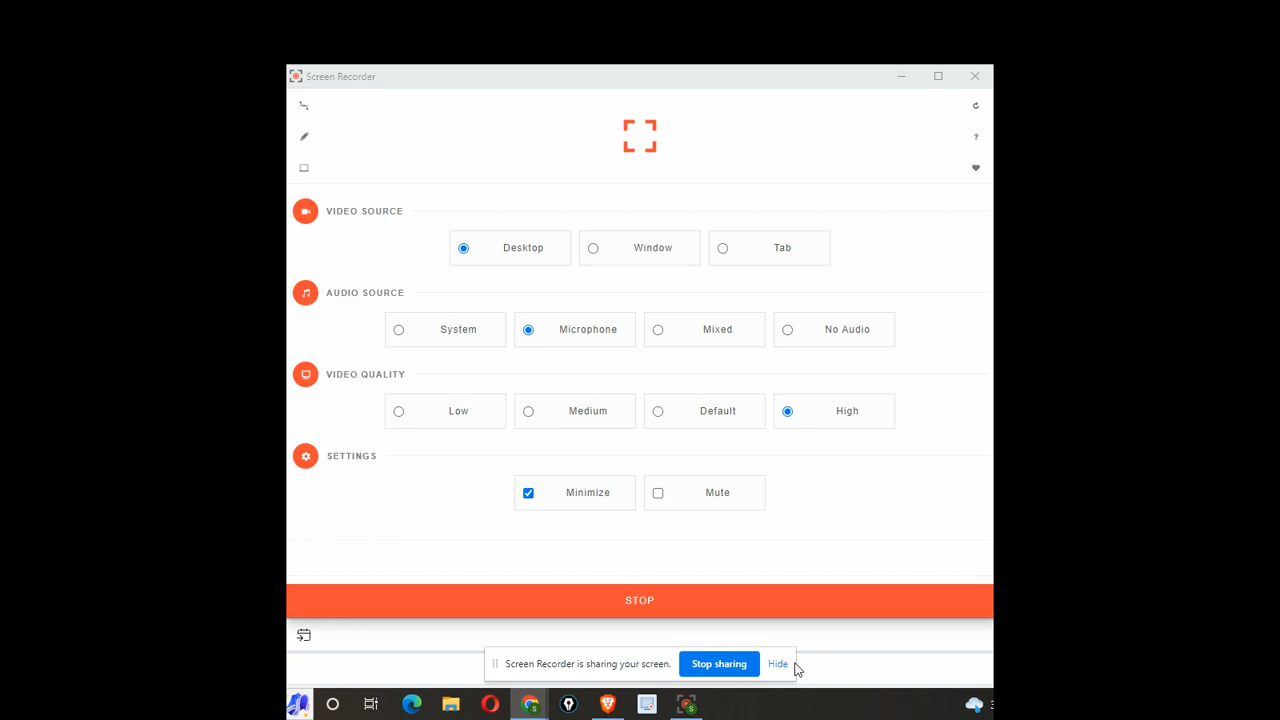 Screen Recorder
?
VIDEO SOURCE
Desktop Window Tab
AUDIO SOURCE
System Microphone Mixed No Audio
VIDEO QUALITY
Low Medium Default High
SETTINGS
Minimize Mute
STOP
Screen Recorder is sharing your screen. Stop sharing Hide